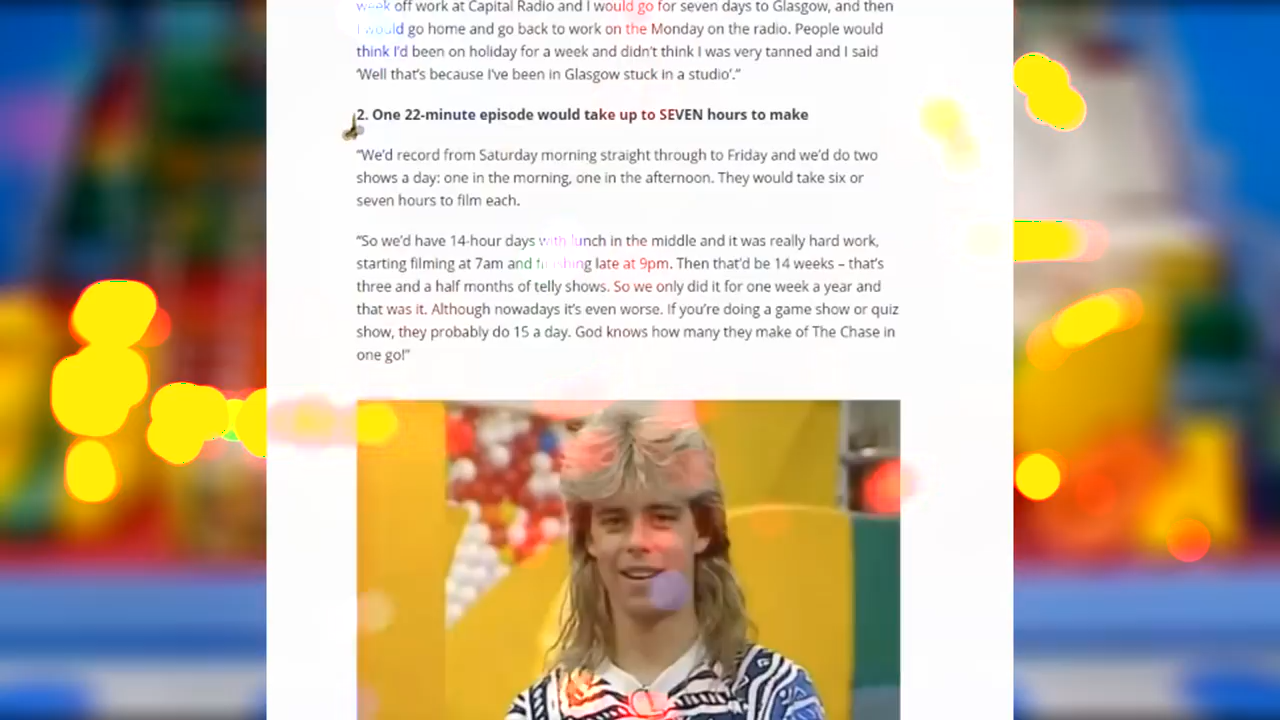 week off work at Capital Radio and I would go for seven days to Glasgow, and then
I would go home and go back to work on the Monday on the radio. People would
think I’d been on holiday for a week and didn’t think I was very tanned and I said
‘Well that’s because I’ve been in Glasgow stuck in a studio’.”
2. One 22-minute episode would take up to SEVEN hours to make
“We’d record from Saturday morning straight through to Friday and we’d do two
shows a day: one in the morning, one in the afternoon. They would take six or
seven hours to film each.
“So we’d have 14-hour days with lunch in the middle and it was really hard work,
starting filming at 7am and finishing late at 9pm. Then that’d be 14 weeks – that’s
three and a half months of telly shows. So we only did it for one week a year and
that was it. Although nowadays it’s even worse. If you’re doing a game show or quiz
show, they probably do 15 a day. God knows how many they make of The Chase in
one go!”